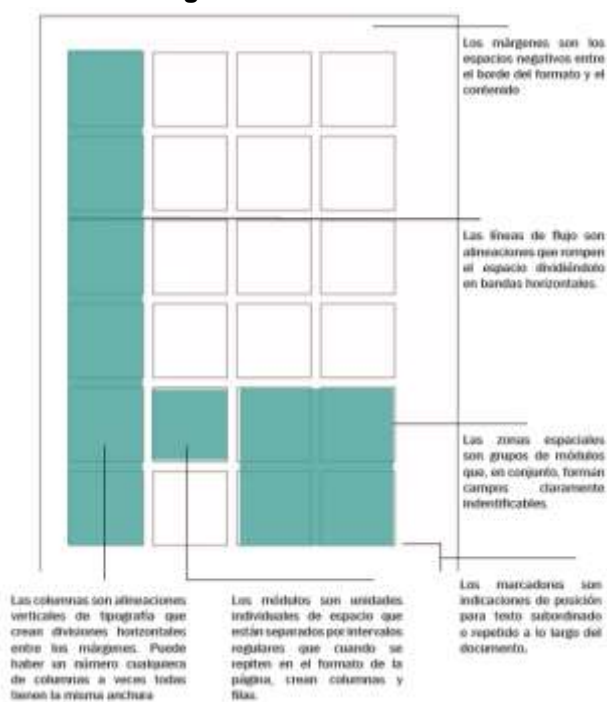 Los márgenes son los
espacios negativos entre
el borde del formato y el
contenido
Las líneas de flujo son
alineaciones que rompen
el espacio dividiéndolo
en bandas horizontales.
Las zonas espaciales
son grupos de módulos
que, en conjunto, forman
campos claramente
indentificables.
Los marcadores son
indicaciones de posición
para texto subordinado
o repetido a lo largo del
documento.
Las columnas son alineaciones
verticales de tipografía que
crean divisiones horizontales
entre los márgenes. Puede
haber un número cualquiera
de columnas a veces todas
tienen la misma anchura
Los módulos son unidades
individuales de espacio que
están separados por intervalos
regulares que cuando se
repiten en el formato de la
página, crean columnas y
filas.